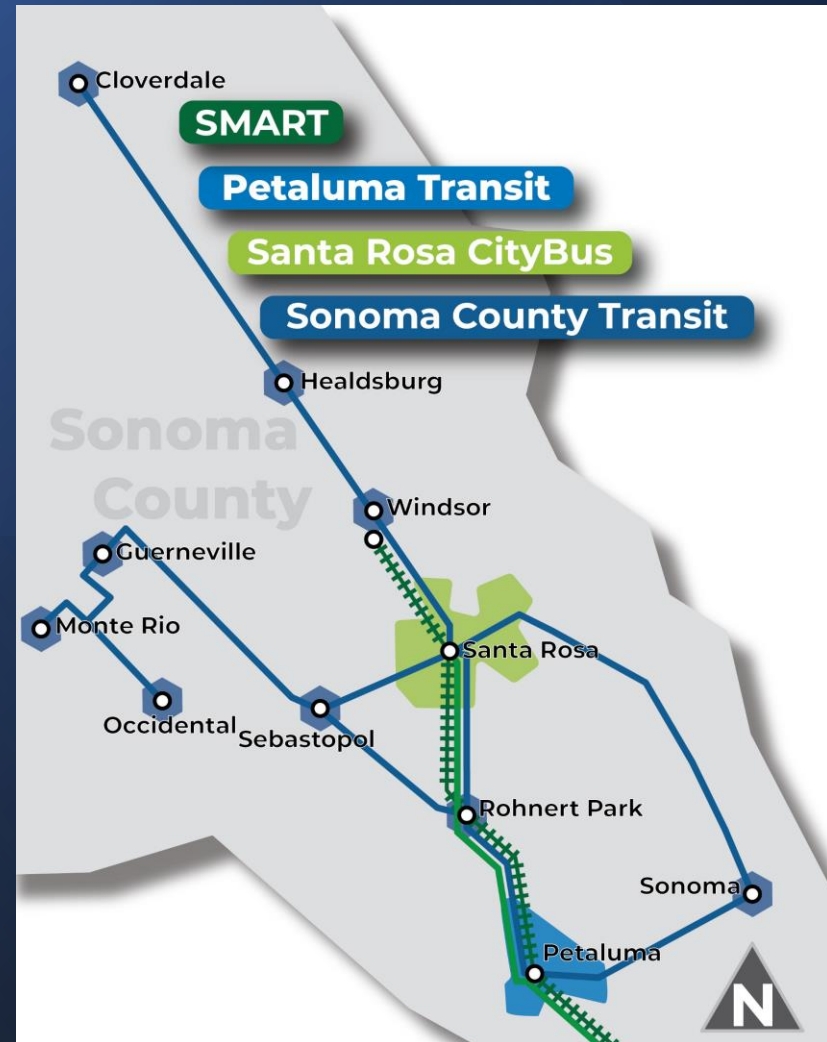 Cloverdale
SMART
Petaluma Transit
Santa Rosa CityBus
Sonoma County Transit
Healdsburg
Sonoma
County
Windsor
Guerneville
Monte Rio
Santa Rosa
Occidental
Sebastopol
Rohnert Park
Sonoma
Petaluma
N